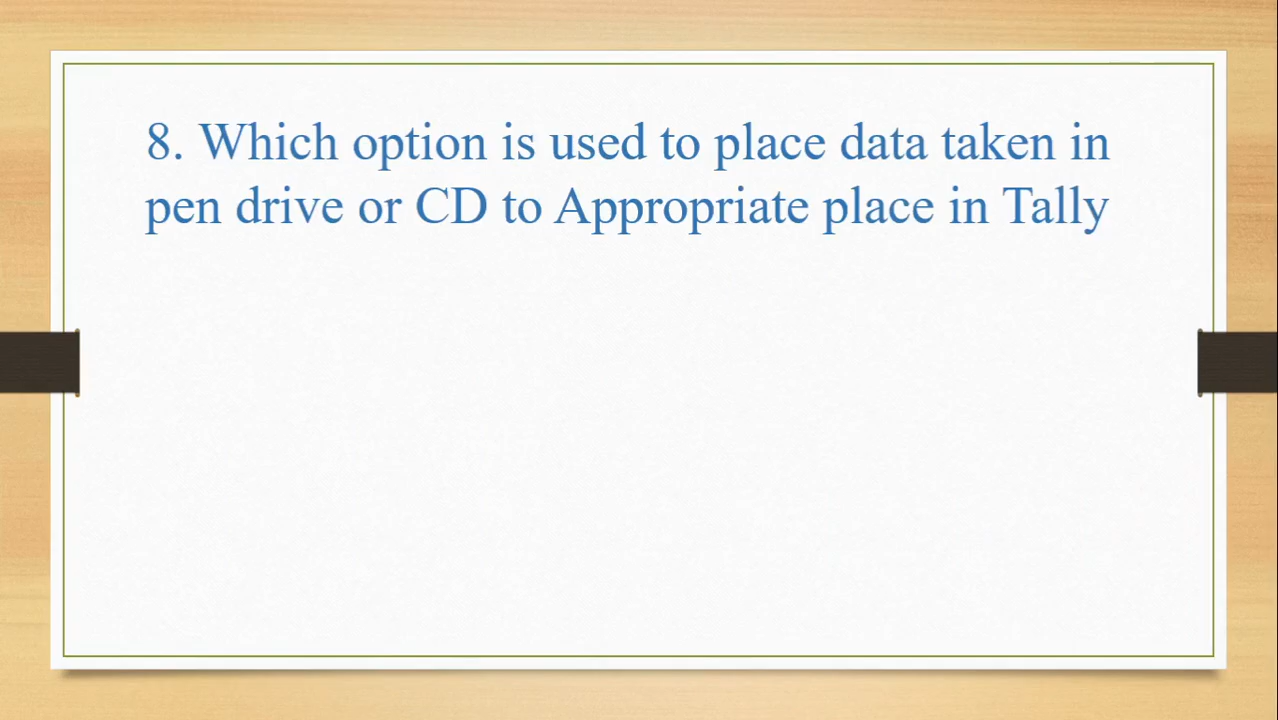 8. Which option is used to place data taken in
pen drive or CD to Appropriate place in Tally